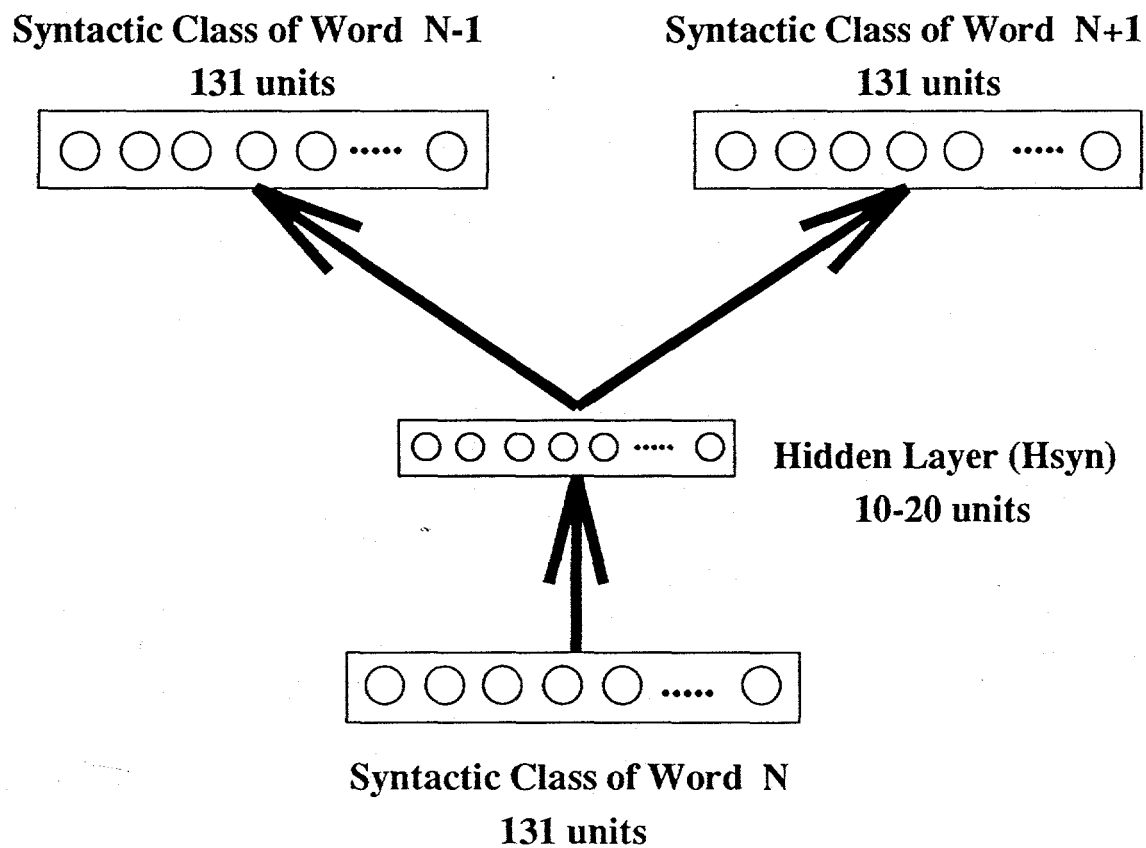 Syntactic Class of Word N-1
131 units
Syntactic Class of Word N+1
131 units
Hidden Layer (Hsyn)
10-20 units
Syntactic Class of Word N
131 units